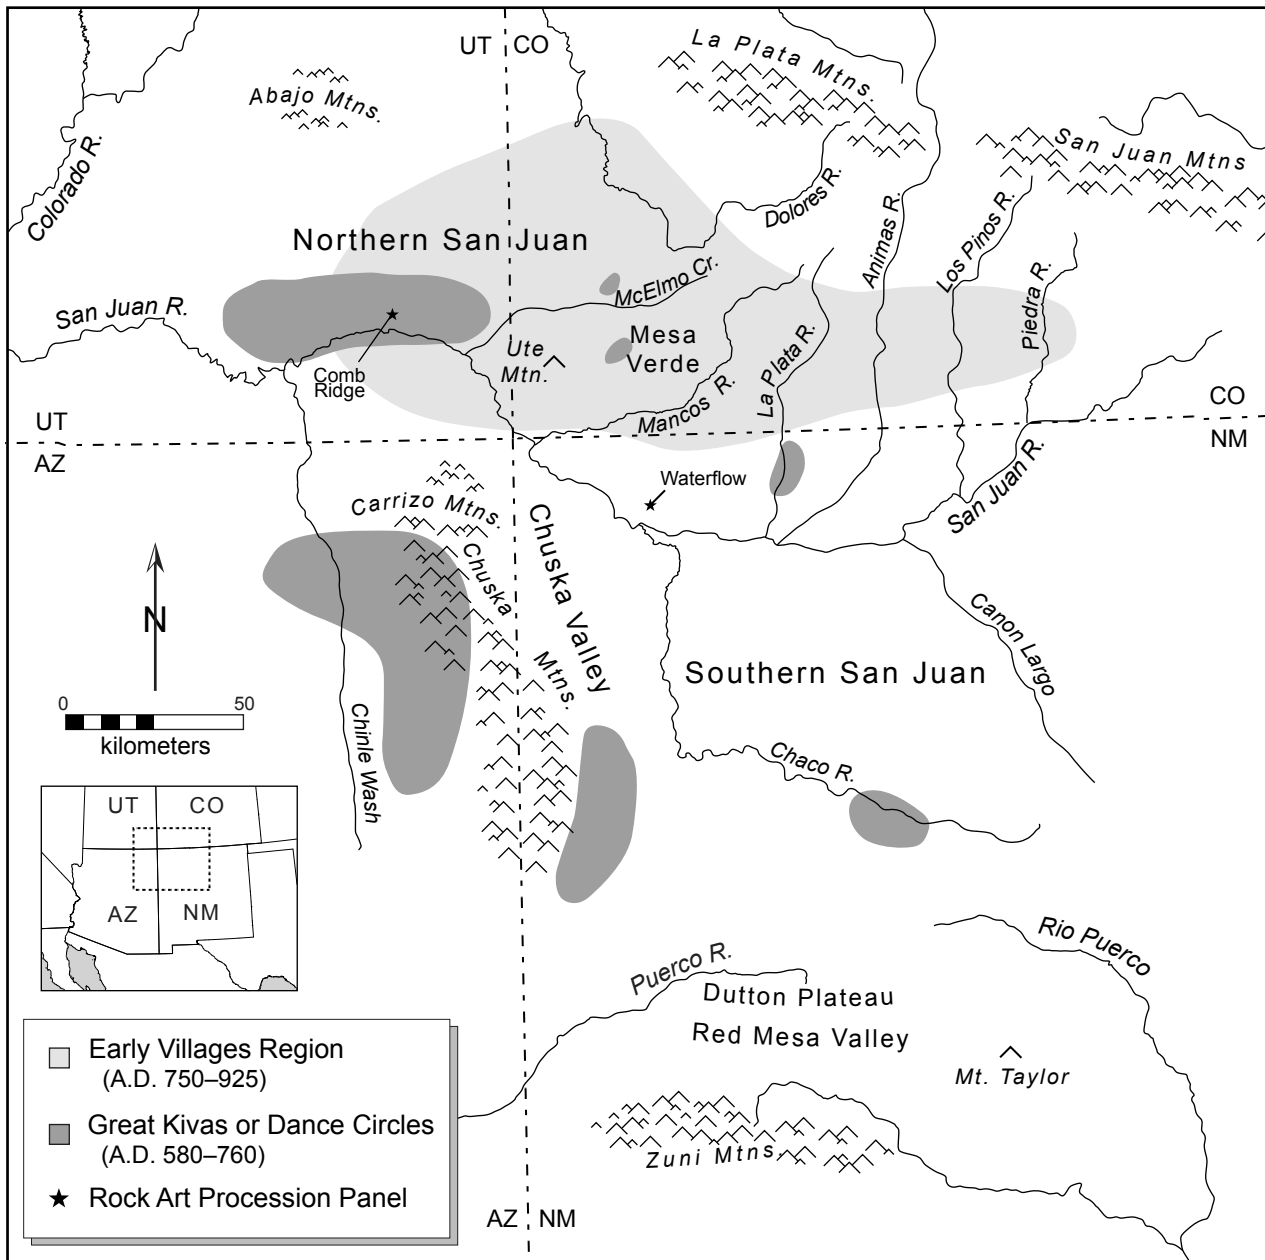 UT CO
La Plata Mtns.
Abajo Mtns.
San Juan Mtns
Colorado R.
Dolores R.
Animas R.
Los Pinos R.
Piedra R.
Northern San Juan
McElmo Cr.
San Juan R.
Mesa
Verde
Ute
Mtn.
La Plata R.
Comb
Ridge
Mancos R.
UT
AZ
CO
NM
Waterflow
San Juan R.
Carrizo Mtns.
Chuska
Mtns.
Chuska Valley
Canon Largo
N
Southern San Juan
0 50
kilometers
Chinle Wash
Chaco R.
UT CO
AZ NM
Rio Puerco
Puerco R.
Dutton Plateau
Red Mesa Valley
Mt. Taylor
Zuni Mtns.
Early Villages Region
(A.D. 750–925)
Great Kivas or Dance Circles
(A.D. 580–760)
Rock Art Procession Panel
AZ NM